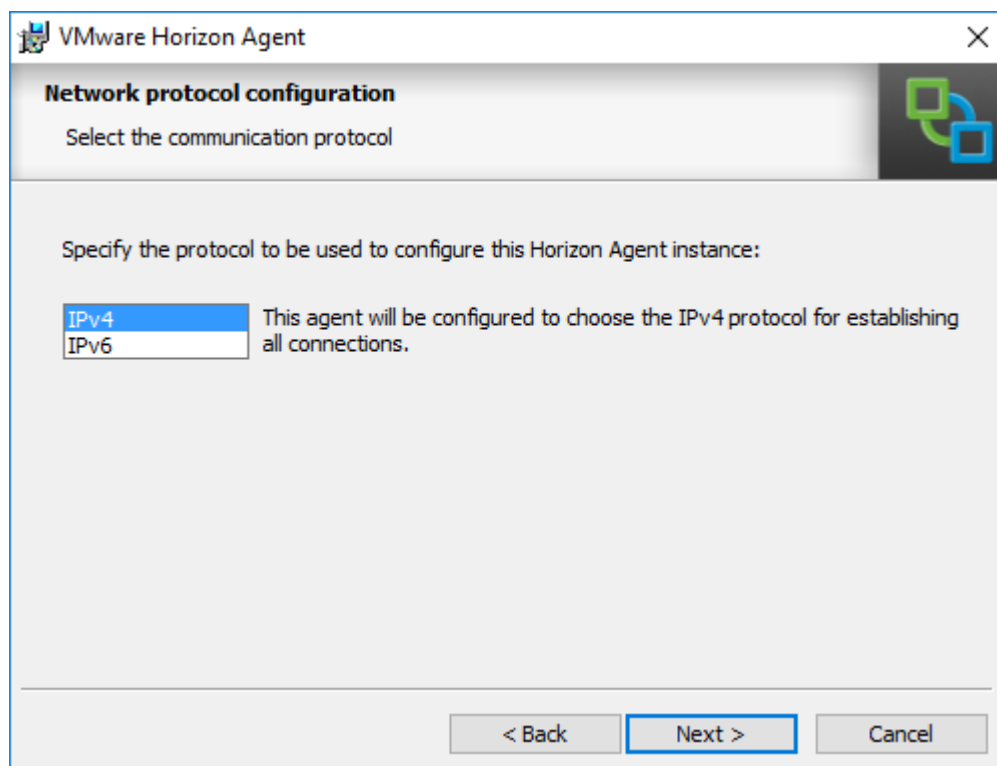 VMware Horizon Agent
Network protocol configuration
Select the communication protocol
Specify the protocol to be used to configure this Horizon Agent instance:
IPv4
IPv6
This agent will be configured to choose the IPv4 protocol for establishing
all connections.
< Back
Next >
Cancel